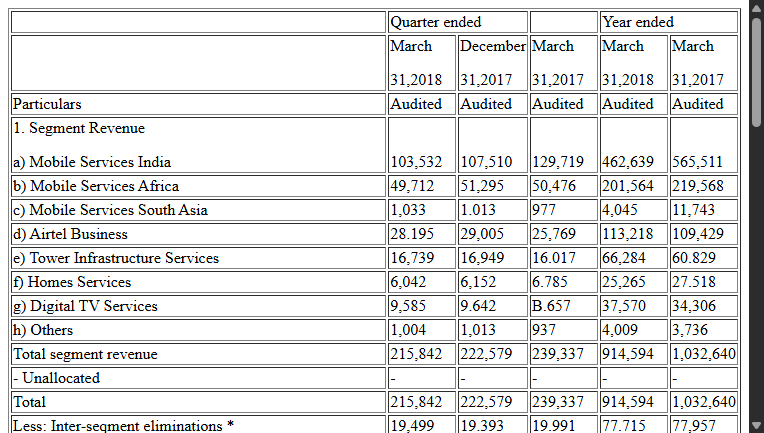 Quarter ended Year ended
March December March March March
31,2018 31,2017 31,2017 31,2018 31,2017
Particulars Audited Audited Audited Audited Audited
1. Segment Revenue
a) Mobile Services India 103,532 107,510 129,719 462,639 565,511
b) Mobile Services Africa 49,712 51,295 50,476 201,564 219,568
c) Mobile Services South Asia 1,033 1.013 977 4,045 11,743
d) Airtel Business 28.195 29,005 25,769 113,218 109,429
e) Tower Infrastructure Services 16,739 16,949 16.017 66,284 60.829
f) Homes Services 6,042 6,152 6.785 25,265 27.518
g) Digital TV Services 9,585 9.642 B.657 37,570 34,306
h) Others 1,004 1,013 937 4,009 3,736
Total segment revenue 215,842 222,579 239,337 914,594 1,032,640
- Unallocated - - - - -
Total 215,842 222,579 239,337 914,594 1,032,640
Less: Inter-seqment eliminations * 19,499 19.393 19.991 77.715 77,957